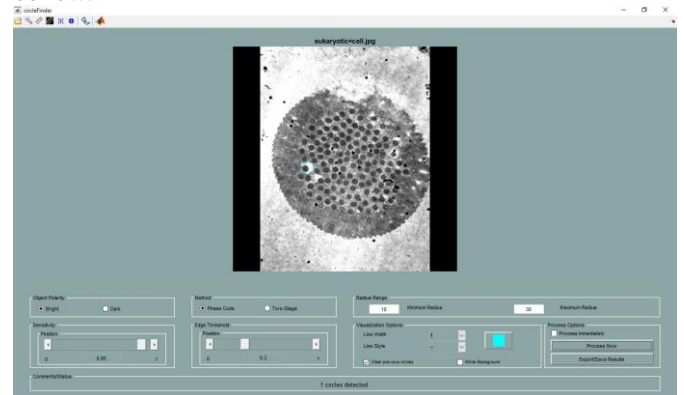 circleFinder
eukaryotic+cell.jpg
Object Polarity:
Bright
Dark
Method:
Phase Code
Two-Stage
Radius Range:
10
Minimum Radius
30
Maximum Radius
Sensitivity:
Position
0
1
Edge Threshold:
Position
0
0.3
1
Visualization Options:
Line Width
1
Line Style
Clear previous circles
White Background
Process Options:
Process Immediately
Process Now
Export/Save Results
Comments/Status:
1 circles detected.